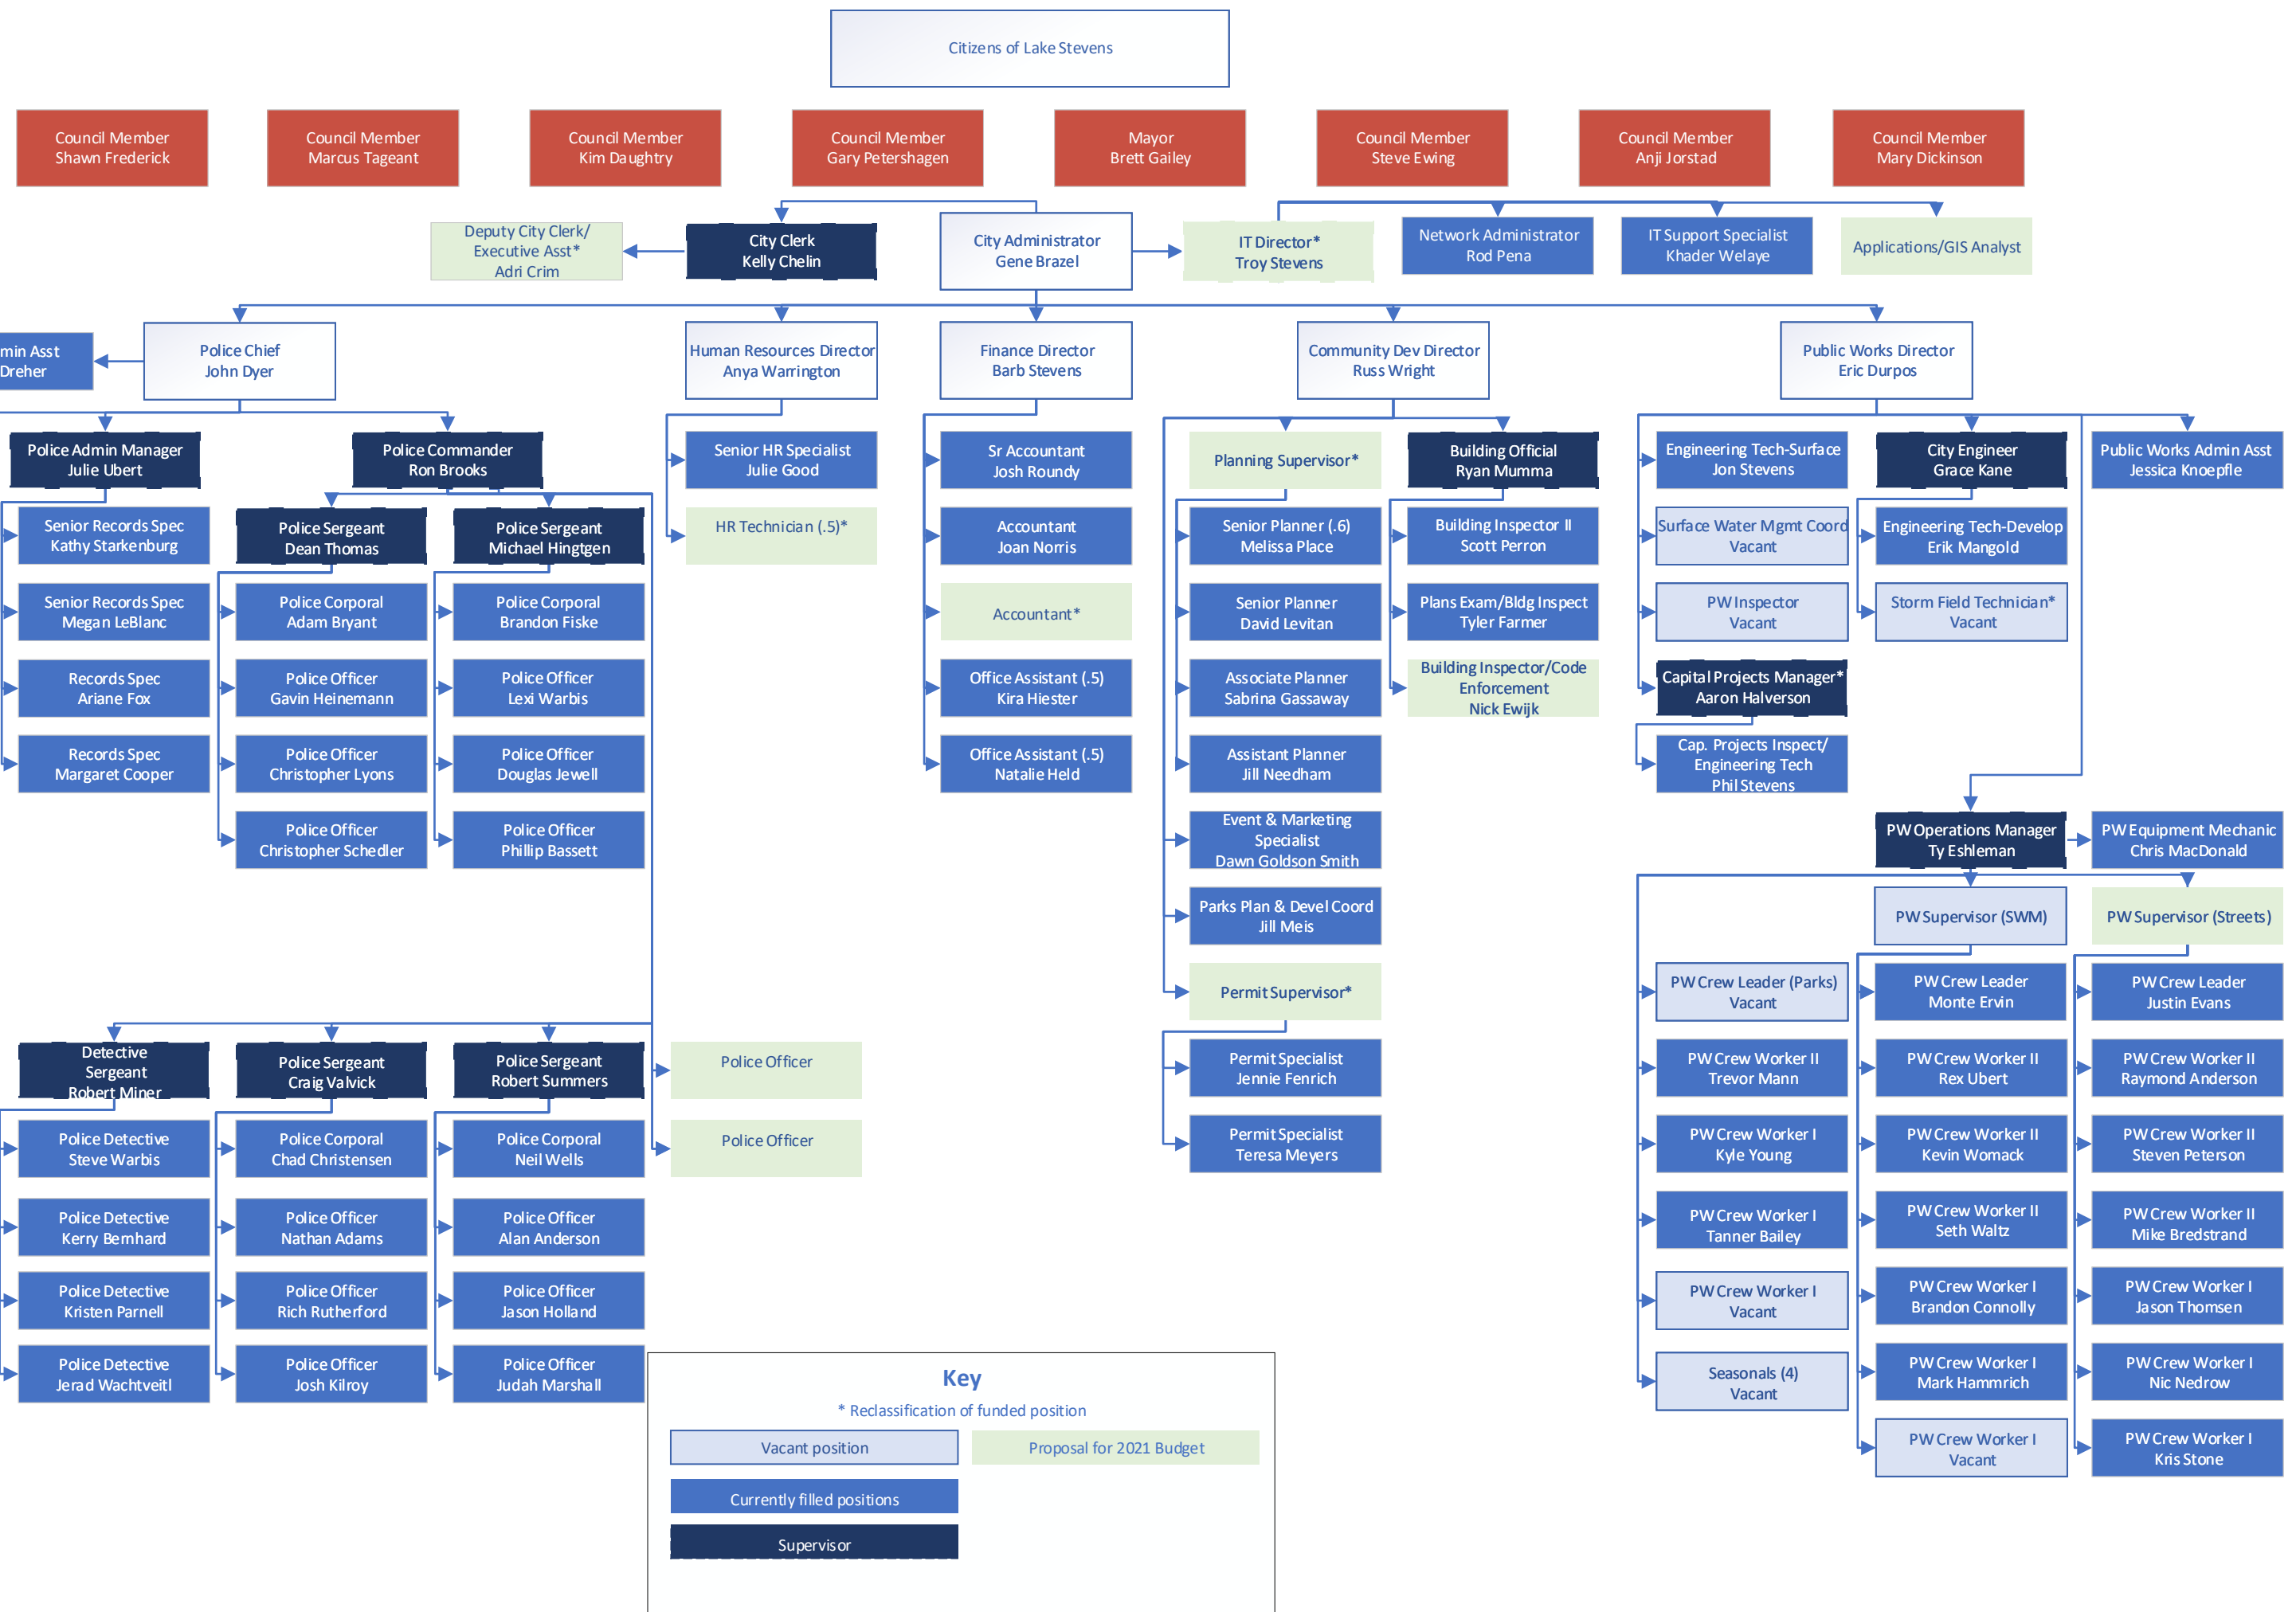 Citizens of Lake Stevens
Council Member
Shawn Frederick
Council Member
Marcus Tageant
Council Member
Kim Daughtry
Council Member
Gary Petershagen
Mayor
Brett Gailey
Council Member
Steve Ewing
Council Member
Anji Jorstad
Council Member
Mary Dickinson
Deputy City Clerk/
Executive Asst*
Adri Crim
City Clerk
Kelly Chelin
City Administrator
Gene Brazel
IT Director*
Troy Stevens
Network Administrator
Rod Pena
IT Support Specialist
Khader Welaye
Applications/GIS Analyst
min Asst
Dreher
Police Chief
John Dyer
Human Resources Director
Anya Warrington
Finance Director
Barb Stevens
Community Dev Director
Russ Wright
Public Works Director
Eric Durpos
Police Admin Manager
Julie Ubert
Senior Records Spec
Kathy Starkenburg
Senior Records Spec
Megan LeBlanc
Records Spec
Ariane Fox
Records Spec
Margaret Cooper
Police Commander
Ron Brooks
Police Sergeant
Dean Thomas
Police Corporal
Adam Bryant
Police Officer
Gavin Heinemann
Police Officer
Christopher Lyons
Police Officer
Christopher Schedler
Police Sergeant
Michael Hingtgen
Police Corporal
Brandon Fiske
Police Officer
Lexi Warbis
Police Officer
Douglas Jewell
Police Officer
Phillip Bassett
Detective
Sergeant
Robert Miner
Police Detective
Steve Warbis
Police Detective
Kerry Bernhard
Police Detective
Kristen Parnell
Police Detective
Jerad Wachtveitl
Police Sergeant
Craig Valvick
Police Corporal
Chad Christensen
Police Officer
Nathan Adams
Police Officer
Rich Rutherford
Police Officer
Josh Kilroy
Police Sergeant
Robert Summers
Police Corporal
Neil Wells
Police Officer
Alan Anderson
Police Officer
Jason Holland
Police Officer
Judah Marshall
Police Officer
Police Officer
Senior HR Specialist
Julie Good
HR Technician (.5)*
Sr Accountant
Josh Roundy
Accountant
Joan Norris
Accountant*
Office Assistant (.5)
Kira Hiester
Office Assistant (.5)
Natalie Held
Planning Supervisor*
Senior Planner (.6)
Melissa Place
Senior Planner
David Levitan
Associate Planner
Sabrina Gassaway
Assistant Planner
Jill Needham
Event & Marketing
Specialist
Dawn Goldson Smith
Parks Plan & Devel Coord
Jill Meis
Permit Supervisor*
Permit Specialist
Jennie Fenrich
Permit Specialist
Teresa Meyers
Building Official
Ryan Mumma
Building Inspector II
Scott Perron
Plans Exam/Bldg Inspect
Tyler Farmer
Building Inspector/Code
Enforcement
Nick Ewijk
Engineering Tech-Surface
Jon Stevens
Surface Water Mgmt Coord
Vacant
PW Inspector
Vacant
Capital Projects Manager*
Aaron Halverson
Cap. Projects Inspect/
Engineering Tech
Phil Stevens
City Engineer
Grace Kane
Engineering Tech-Develop
Erik Mangold
Storm Field Technician*
Vacant
Public Works Admin Asst
Jessica Knoepfle
PW Operations Manager
Ty Eshleman
PW Equipment Mechanic
Chris MacDonald
PW Crew Leader (Parks)
Vacant
PW Crew Worker II
Trevor Mann
PW Crew Worker I
Kyle Young
PW Crew Worker I
Tanner Bailey
PW Crew Worker I
Vacant
Seasonals (4)
Vacant
PW Supervisor (SWM)
PW Crew Leader
Monte Ervin
PW Crew Worker II
Rex Ubert
PW Crew Worker II
Kevin Womack
PW Crew Worker II
Seth Waltz
PW Crew Worker I
Brandon Connolly
PW Crew Worker I
Mark Hammrich
PW Crew Worker I
Vacant
PW Supervisor (Streets)
PW Crew Leader
Justin Evans
PW Crew Worker II
Raymond Anderson
PW Crew Worker II
Steven Peterson
PW Crew Worker II
Mike Bredstrand
PW Crew Worker I
Jason Thomsen
PW Crew Worker I
Nic Nedrow
PW Crew Worker I
Kris Stone
Key
* Reclassification of funded position
Vacant position
Proposal for 2021 Budget
Currently filled positions
Supervisor